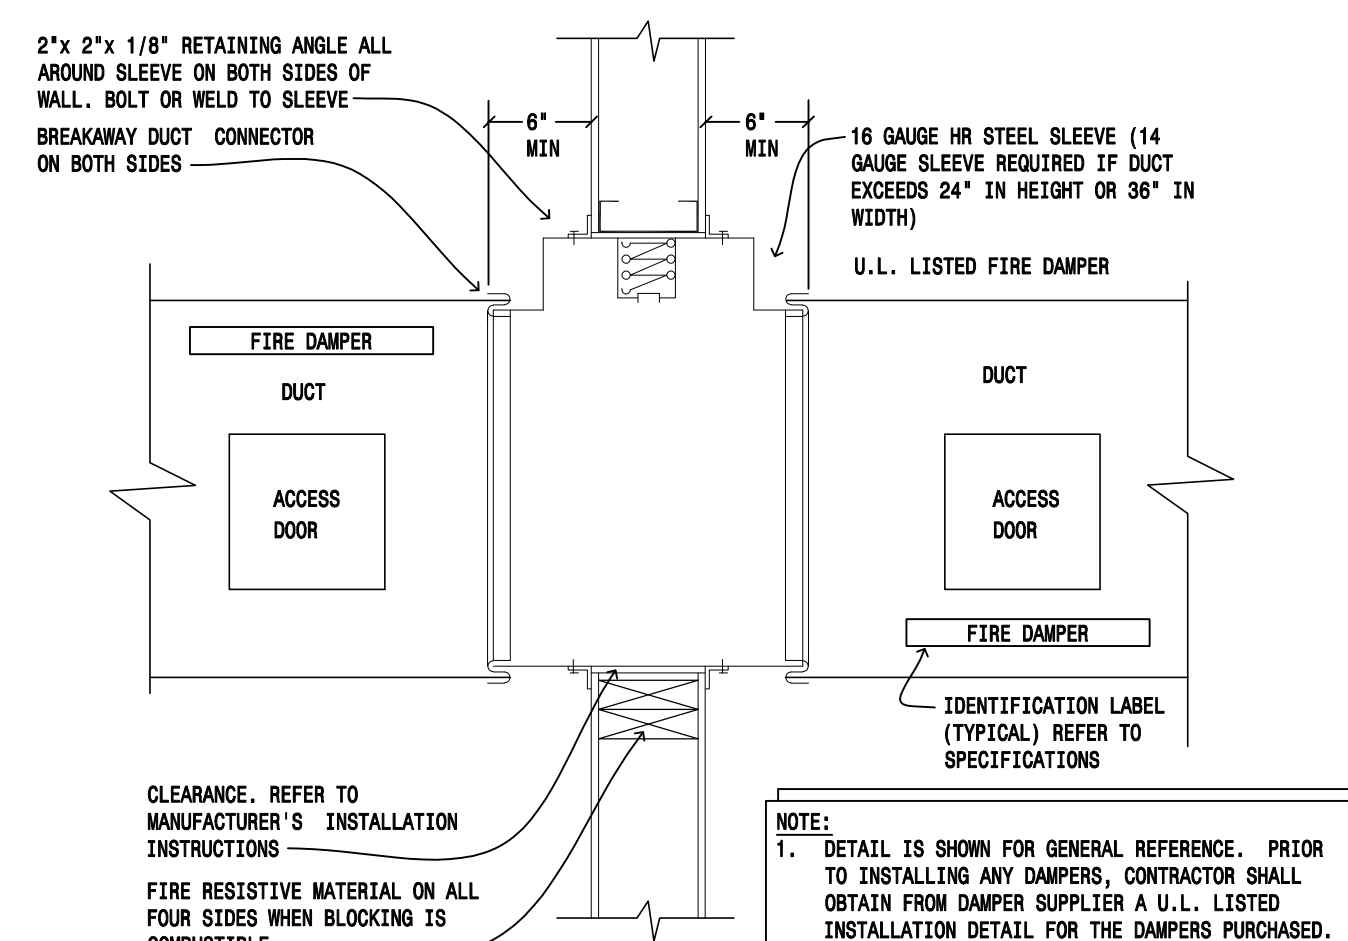 2"x 2"x 1/8" RETAINING ANGLE ALL
AROUND SLEEVE ON BOTH SIDES OF
WALL. BOLT OR WELD TO SLEEVE
BREAKAWAY DUCT CONNECTOR
ON BOTH SIDES
6"
MIN
6"
MIN
16 GAUGE HR STEEL SLEEVE (14
GAUGE SLEEVE REQUIRED IF DUCT
EXCEEDS 24" IN HEIGHT OR 36" IN
WIDTH)
U.L. LISTED FIRE DAMPER
FIRE DAMPER
DUCT
ACCESS
DOOR
DUCT
ACCESS
DOOR
FIRE DAMPER
IDENTIFICATION LABEL
(TYPICAL) REFER TO
SPECIFICATIONS
CLEARANCE. REFER TO
MANUFACTURER'S INSTALLATION
INSTRUCTIONS
FIRE RESISTIVE MATERIAL ON ALL
FOUR SIDES WHEN BLOCKING IS
COMBUSTIBLE
NOTE:
1. DETAIL IS SHOWN FOR GENERAL REFERENCE. PRIOR
TO INSTALLING ANY DAMPERS, CONTRACTOR SHALL
OBTAIN FROM DAMPER SUPPLIER A U.L. LISTED
INSTALLATION DETAIL FOR THE DAMPERS PURCHASED.